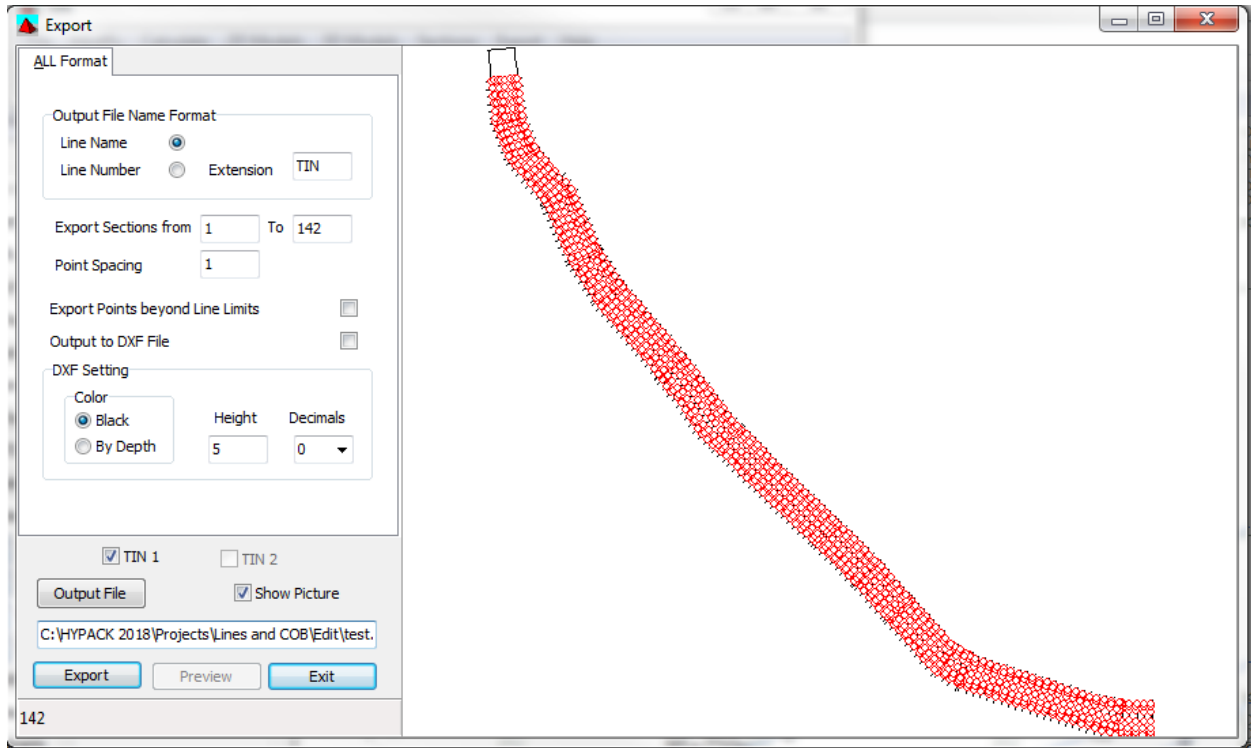 Export
ALL Format
Output File Name Format
Line Name
Line Number
Extension
TIN
Export Sections from 1 To 142
Point Spacing 1
Export Points beyond Line Limits
Output to DXF File
DXF Setting
Color
Black
By Depth
Height
Decimals
5
0
TIN 1
TIN 2
Output File
Show Picture
C:\HYPACK 2018\Projects\Lines and COB\Edit\test.
Export
Preview
Exit
142